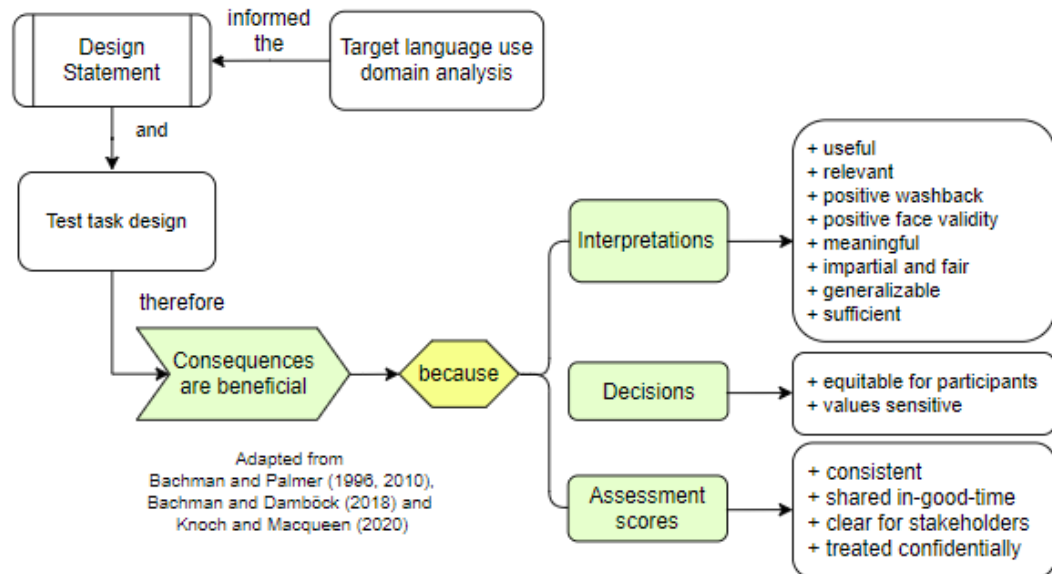 Design
Statement
informed
the
Target language use
domain analysis
and
Test task design
therefore
Consequences
are beneficial
because
Interpretations
+ useful
+ relevant
+ positive washback
+ positive face validity
+ meaningful
+ impartial and fair
+ generalizable
+ sufficient
Decisions
+ equitable for participants
+ values sensitive
Assessment
scores
+ consistent
+ shared in-good-time
+ clear for stakeholders
+ treated confidentially
Adapted from
Bachman and Palmer (1996, 2010),
Bachman and Damböck (2018) and
Knoch and Macqueen (2020)